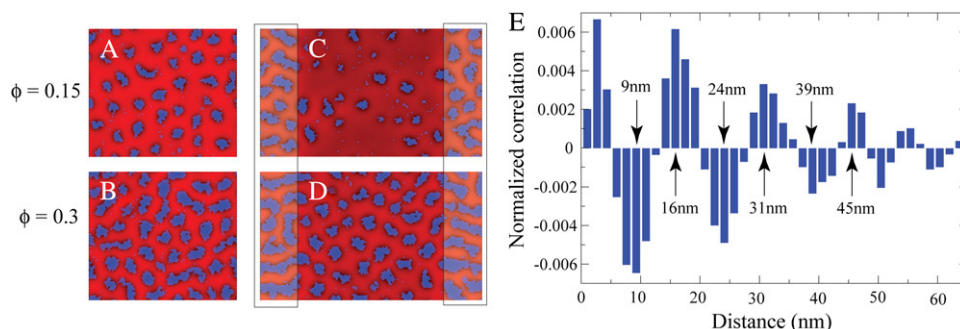 A
C
ϕ = 0.15
B
D
ϕ = 0.3
E
Normalized correlation
0.006
0.004
0.002
0
-0.002
-0.004
-0.006
9nm
24nm
39nm
16nm
31nm
45nm
0
10
20
30
40
50
60
Distance (nm)